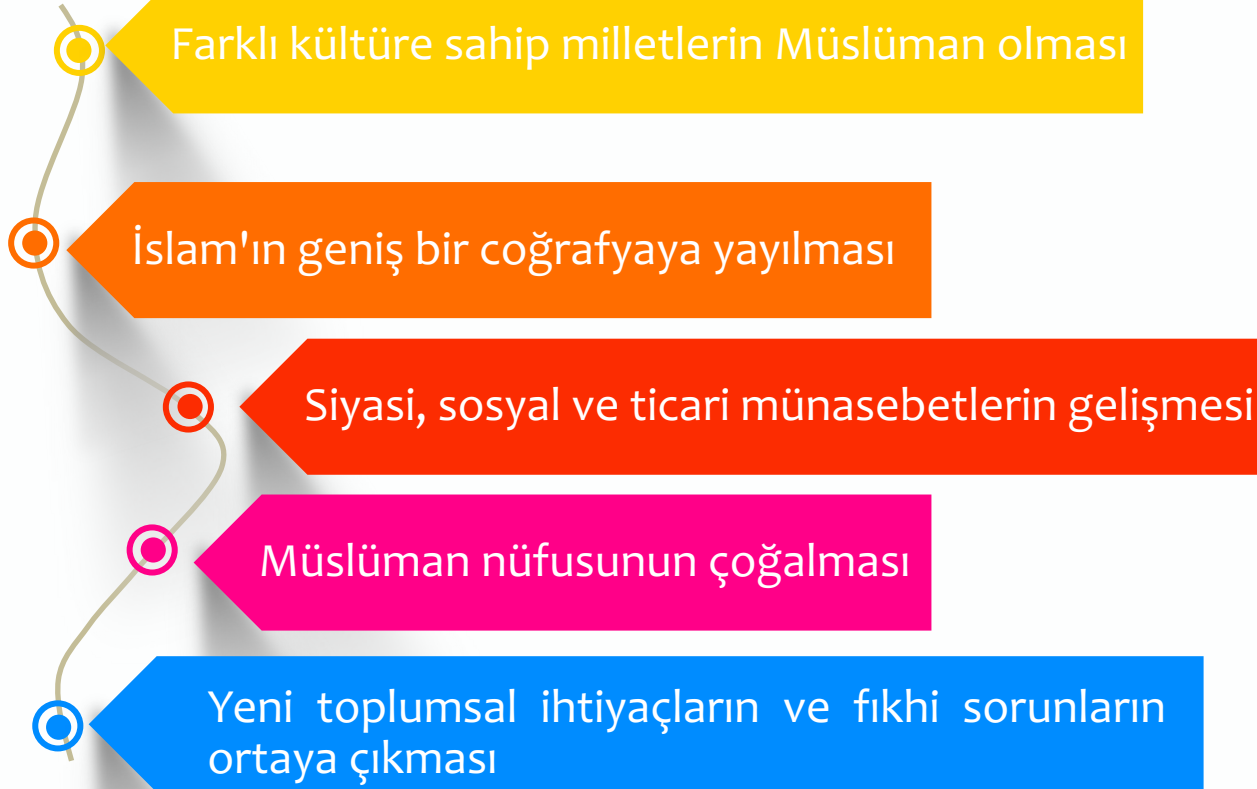 Farklı kültüre sahip milletlerin Müslüman olması
İslam'ın geniş bir coğrafyaya yayılması
Siyasi, sosyal ve ticari münasebetlerin gelişmesi
Müslüman nüfusunun çoğalması
Yeni toplumsal ihtiyaçların ve fıkhi sorunların
ortaya çıkması